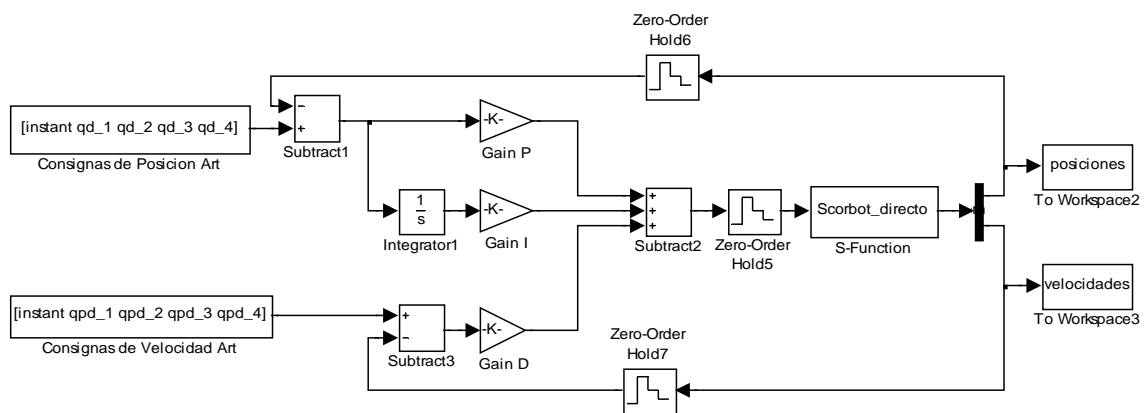 Zero-Order
Hold6
[instant qd_1 qd_2 qd_3 qd_4]
Consignas de Posicion Art
−
+
Subtract1
-K-
Gain P
1
s
Integrator1
-K-
Gain I
+
+
+
Subtract2
Zero-Order
Hold5
Scorbot_directo
S-Function
posiciones
To Workspace2
velocidades
To Workspace3
[instant qpd_1 qpd_2 qpd_3 qpd_4]
Consignas de Velocidad Art
+
−
Subtract3
-K-
Gain D
Zero-Order
Hold7